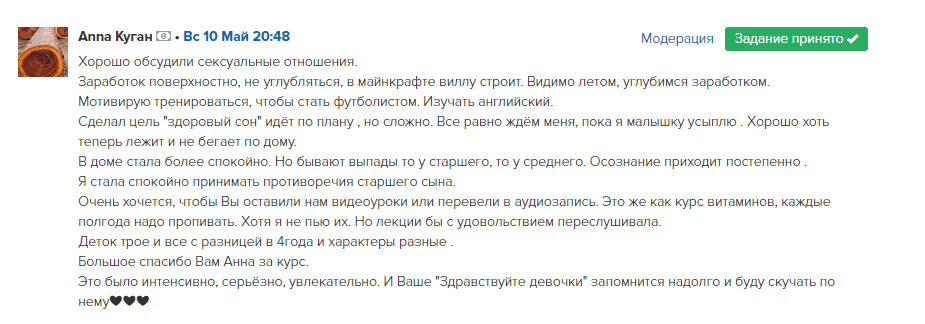 Anna Куган • Вс 10 Май 20:48
Модерация
Задание принято
Хорошо обсудили сексуальные отношения.
Заработок поверхностно, не углубляться, в майнкрафте виллу строит. Видимо летом, углубимся заработком.
Мотивирую тренироваться, чтобы стать футболистом. Изучать английский.
Сделал цель "здоровый сон" идёт по плану , но сложно. Все равно ждём меня, пока я малышку усыплю . Хорошо хоть
теперь лежит и не бегает по дому.
В доме стала более спокойно. Но бывают выпады то у старшего, то у среднего. Осознание приходит постепенно .
Я стала спокойно принимать противоречия старшего сына.
Очень хочется, чтобы Вы оставили нам видеоуроки или перевели в аудиозапись. Это же как курс витаминов, каждые
полгода надо пропивать. Хотя я не пью их. Но лекции бы с удовольствием переслушивала.
Деток трое и все с разницей в 4года и характеры разные .
Большое спасибо Вам Анна за курс.
Это было интенсивно, серьёзно, увлекательно. И Ваше "Здравствуйте девочки" запомнится надолго и буду скучать по
нему🖤🖤🖤